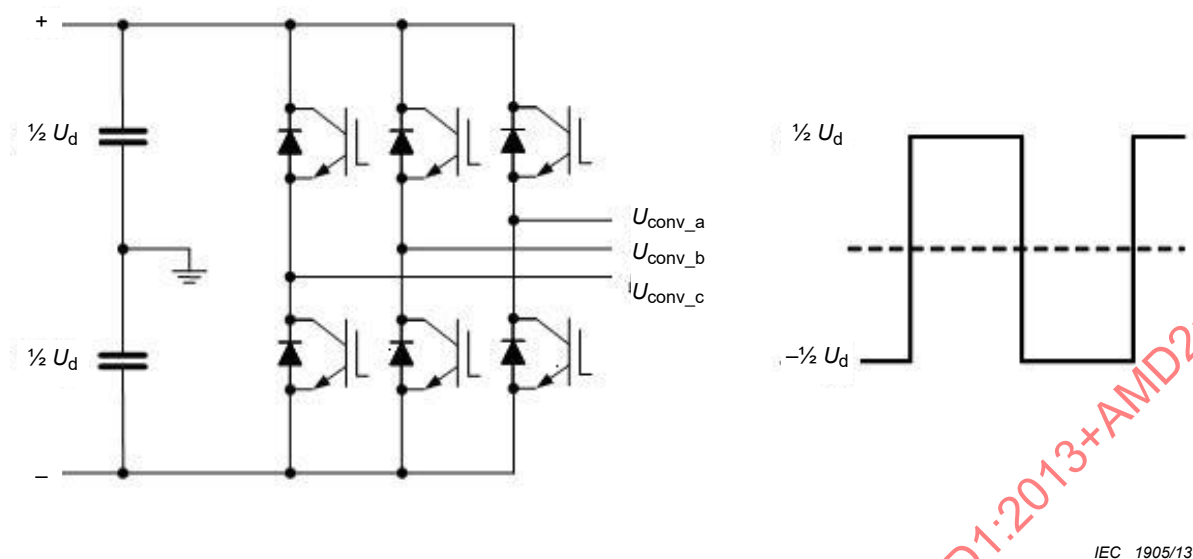 +
½ Ud
½ Ud
–
Uconv_a
Uconv_b
Uconv_c
½ Ud
–½ Ud
D1:2013+AMD2
IEC 1905/13